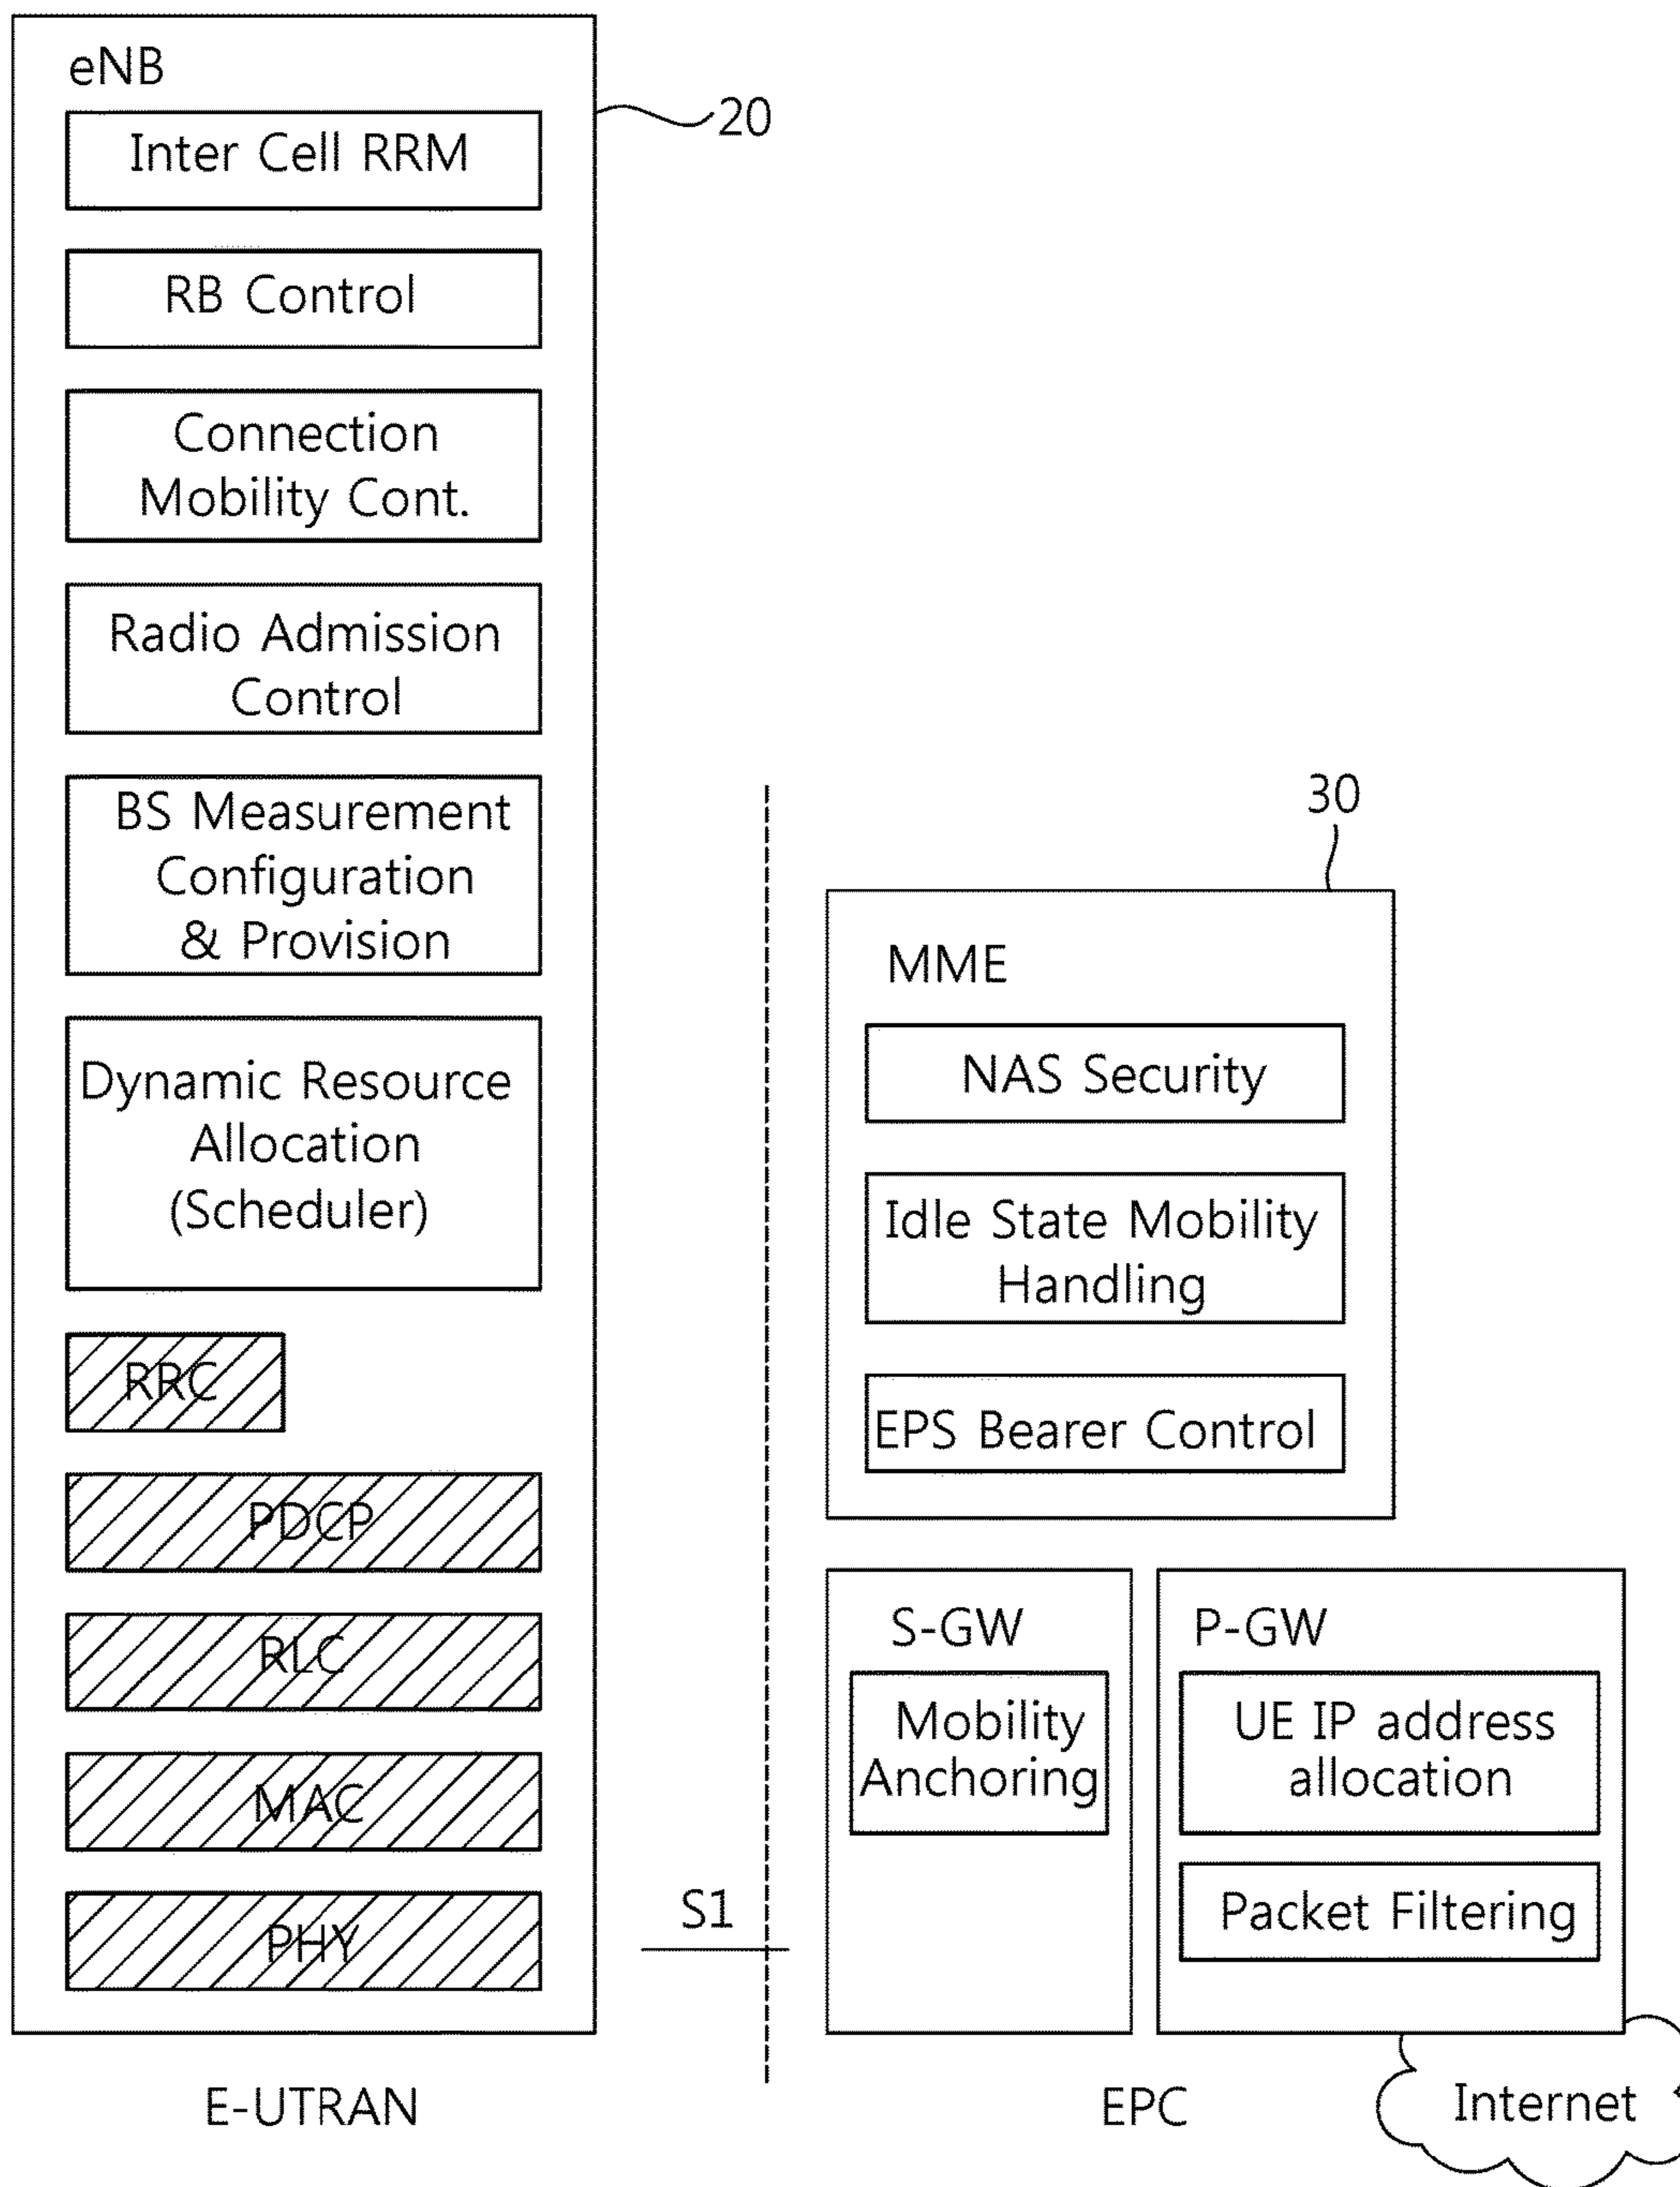 eNB
20
Inter Cell RRM
RB Control
Connection
Mobility Cont.
Radio Admission
Control
BS Measurement
Configuration
& Provision
Dynamic Resource
Allocation
(Scheduler)
RRC
PDCP
RLC
MAC
PHY
S1
E-UTRAN
30
MME
NAS Security
Idle State Mobility
Handling
EPS Bearer Control
S-GW
Mobility
Anchoring
P-GW
UE IP address
allocation
Packet Filtering
EPC
Internet